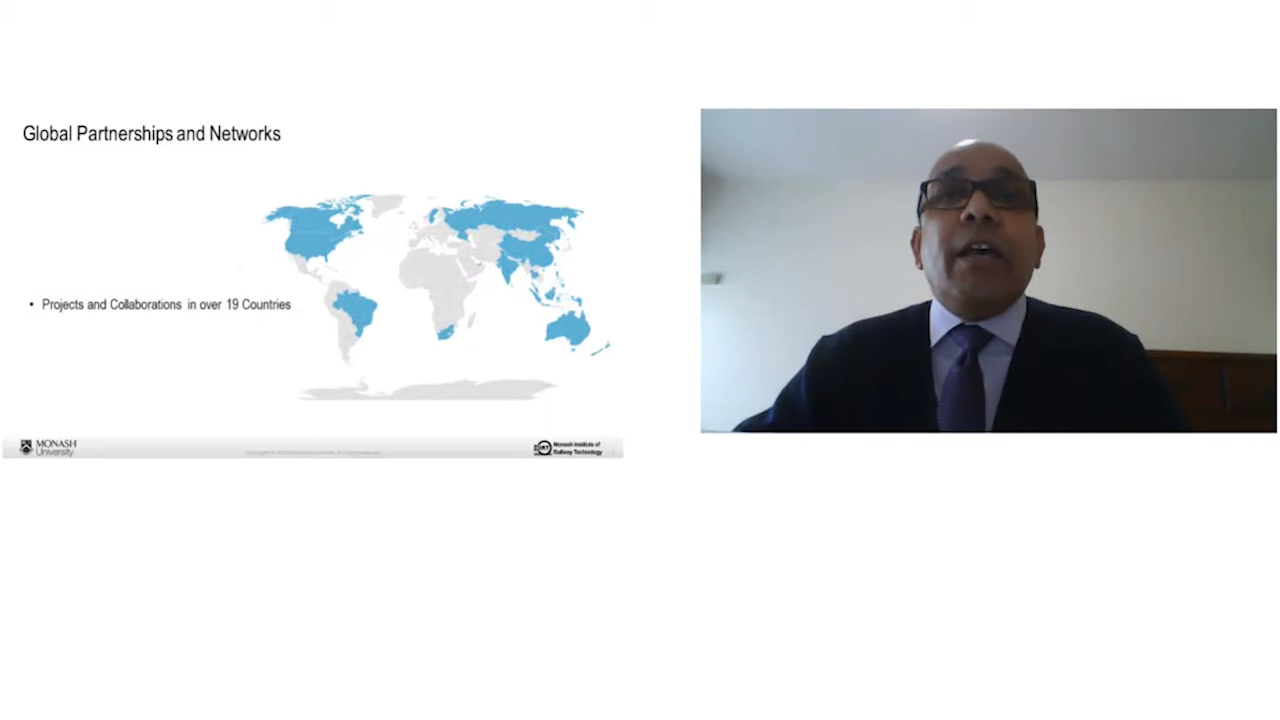 Global Partnerships and Networks
• Projects and Collaborations in over 19 Countries
MONASH
University
Monash Institute of
Railway Technology